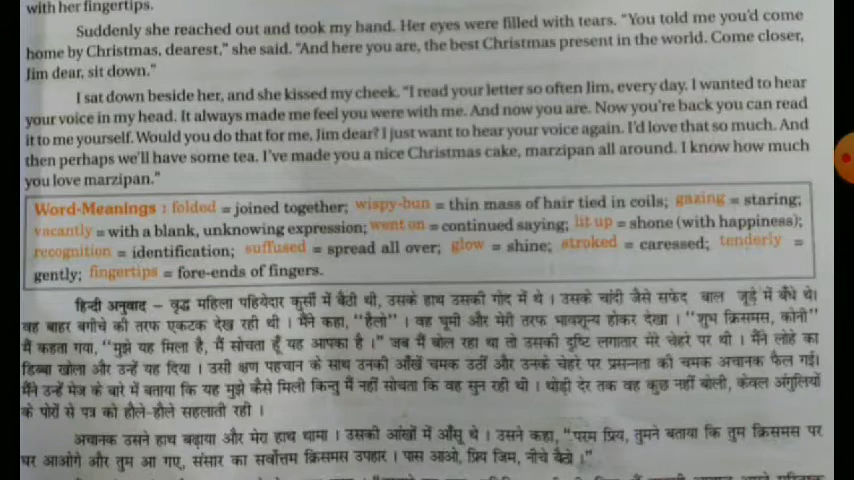 with her fingertips.
Suddenly she reached out and took my hand. Her eyes were filled with tears. "You told me you'd come
home by Christmas, dearest," she said. "And here you are, the best Christmas present in the world. Come closer,
Jim dear, sit down."
I sat down beside her, and she kissed my cheek. "I read your letter so often Jim, every day. I wanted to hear
your voice in my head. It always made me feel you were with me. And now you are. Now you're back you can read
it to me yourself. Would you do that for me, Jim dear? I just want to hear your voice again. I'd love that so much. And
then perhaps we'll have some tea. I've made you a nice Christmas cake, marzipan all around. I know how much
you love marzipan."
Word-Meanings : folded = joined together; wispy-bun = thin mass of hair tied in coils; gazing = staring;
vacantly = with a blank, unknowing expression; went on = continued saying; lit up = shone (with happiness);
recognition = identification; suffused = spread all over; glow = shine; stroked = caressed; tenderly =
gently; fingertips = fore-ends of fingers.
हिन्दी अनुवाद – वृद्ध महिला पहियेदार कुर्सी में बैठी थी, उसके हाथ उसकी गोद में थे । उसके चांदी जैसे सफेद बाल जूड़े में बँधे थे।
वह बाहर बगीचे की तरफ एकटक देख रही थी । मैंने कहा, "हैलो" । वह घूमी और मेरी तरफ भावशून्य होकर देखा । "शुभ क्रिसमस, कोनी"
मैं कहता गया, "मुझे यह मिला है, मैं सोचता हूँ यह आपका है ।" जब मैं बोल रहा था तो उसकी दृष्टि लगातार मेरे चेहरे पर थी । मैंने लोहे का
डिब्बा खोला और उन्हें यह दिया । उसी क्षण पहचान के साथ उनकी आँखें चमक उठीं और उनके चेहरे पर प्रसन्नता की चमक अचानक फैल गई।
मैंने उन्हें मेज के बारे में बताया कि यह मुझे कैसे मिली किन्तु मैं नहीं सोचता कि वह सुन रही थी । थोड़ी देर तक वह कुछ नहीं बोली, केवल अंगुलियों
के पोरों से पत्र को हौले-हौले सहलाती रही ।
अचानक उसने हाथ बढ़ाया और मेरा हाथ थामा । उसकी आंखों में आँसू थे । उसने कहा, "परम प्रिय, तुमने बताया कि तुम क्रिसमस पर
घर आओगे और तुम आ गए, संसार का सर्वोत्तम क्रिसमस उपहार । पास आओ, प्रिय जिम, नीचे बैठो ।"